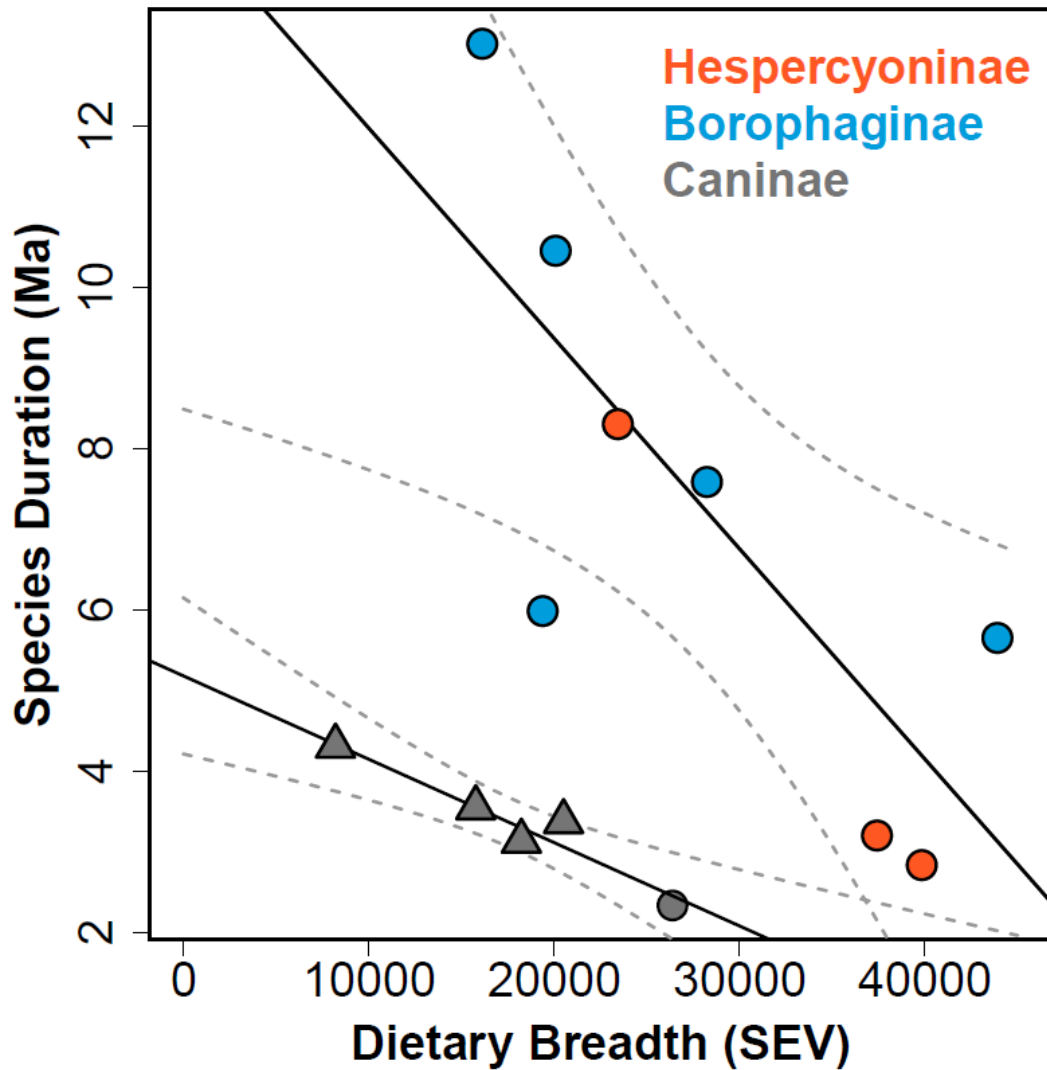 Hespercyoninae
Borophaginae
Caninae
Species Duration (Ma)
12
10
8
6
4
2
0 10000 20000 30000 40000
Dietary Breadth (SEV)